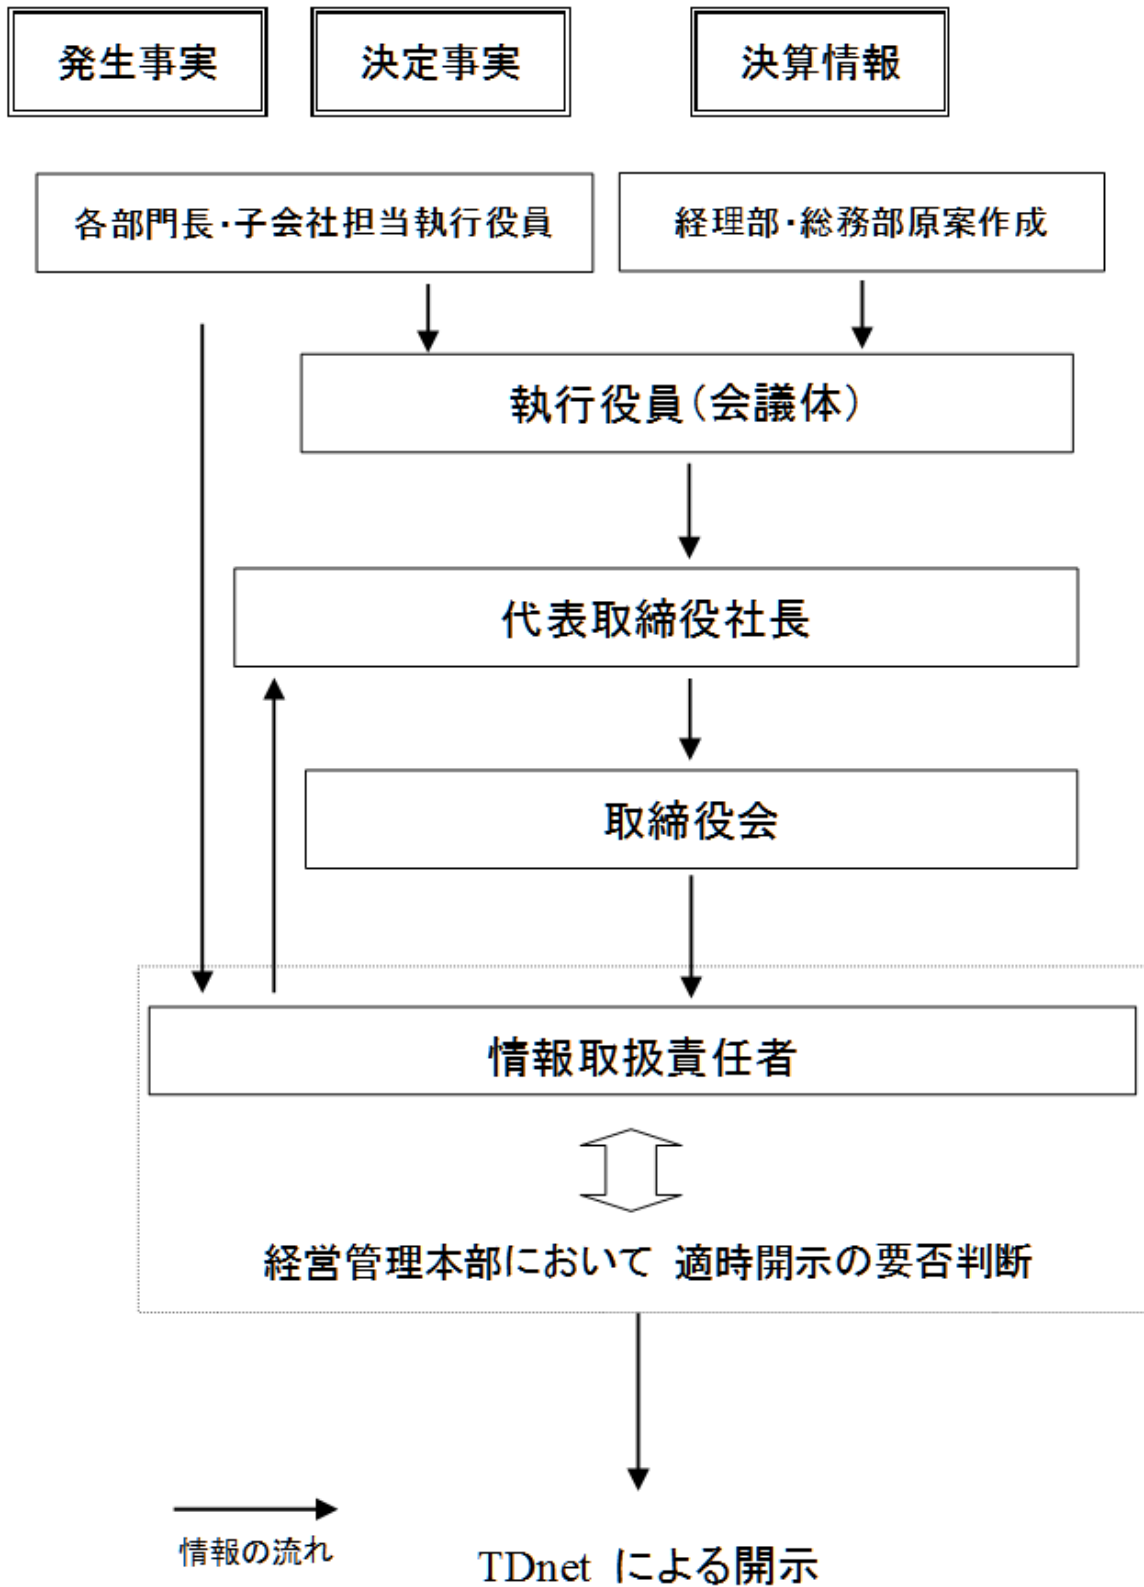 発生事実
決定事実
決算情報
各部門長・子会社担当執行役員
経理部・総務部原案作成
執行役員(会議体)
代表取締役社長
取締役会
情報取扱責任者
経営管理本部において 適時開示の要否判断
情報の流れ
TDnet による開示